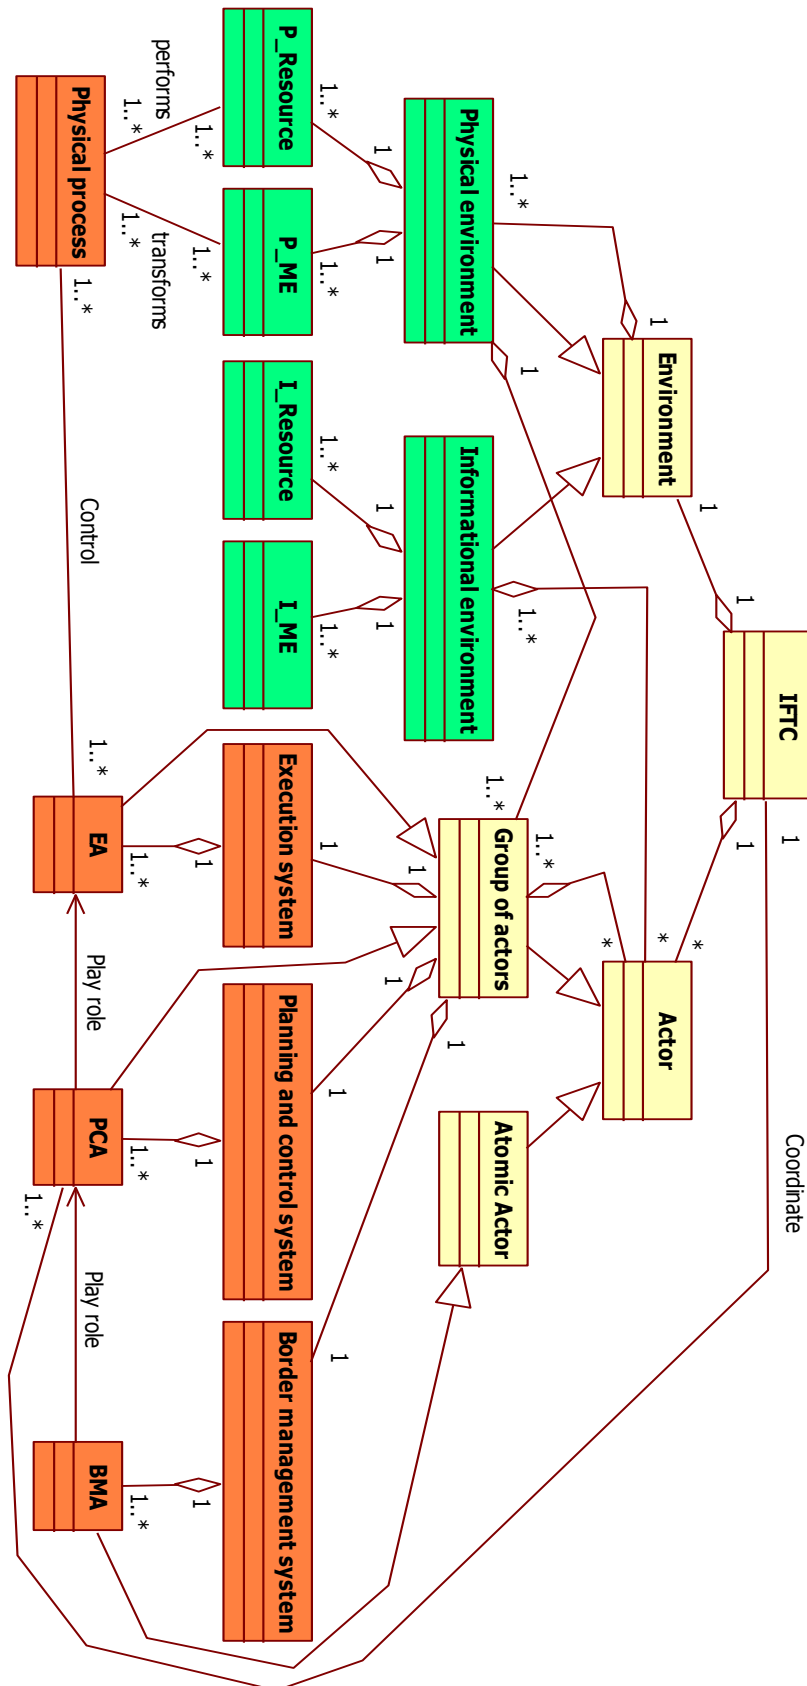 IFTC
1
Coordinate
1
1
1
*
Environment
Actor
1
*
*
1..*
1
1..*
1..*
1..*
Group of actors
Atomic Actor
Physical environment
Informational environment
1
1
1
1
1
1
1
1
1
1..*
1..*
1..*
1..*
1
P_Resource
P_ME
I_Resource
I_ME
Execution system
Planning and control system
Border management system
1..*
1..*
1
1
1
performs
transforms
1..*
1..*
1..*
1..*
1..*
Physical process
EA
PCA
BMA
1..*
Control
1..*
Play role
Play role
1..*